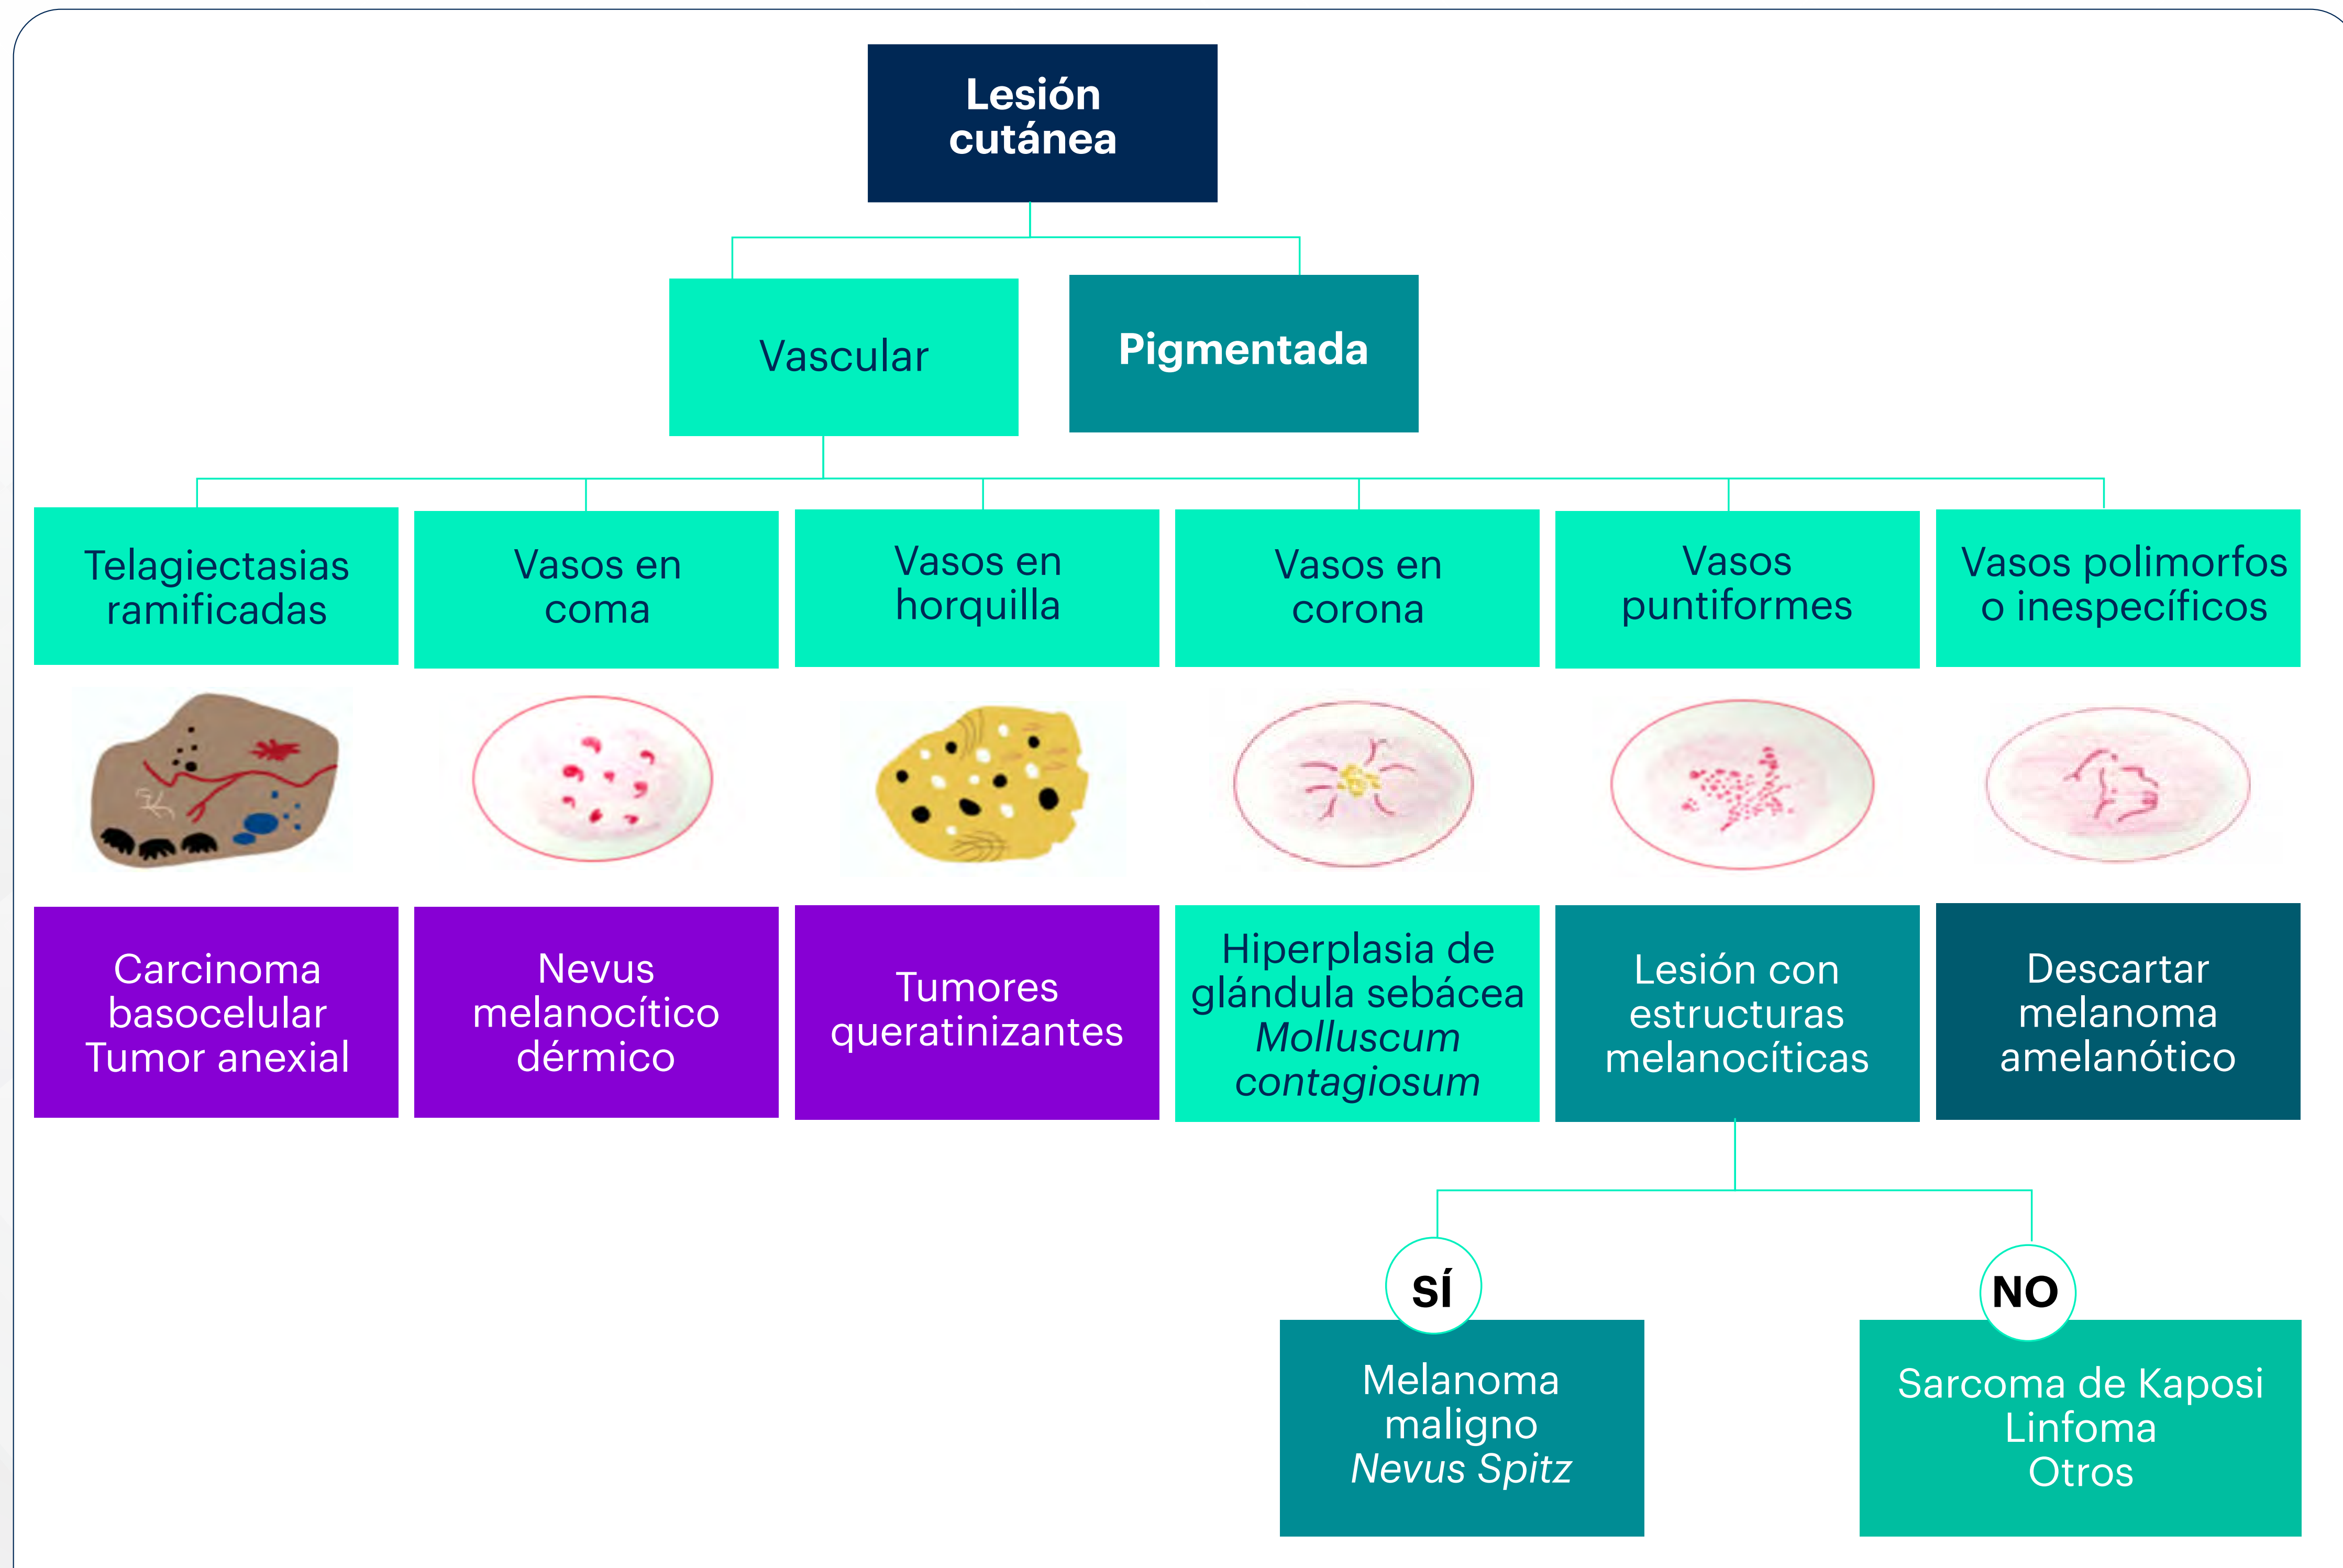 Lesión
cutánea
Vascular
Pigmentada
Telagiectasias
ramificadas
Vasos en
coma
Vasos en
horquilla
Vasos en
corona
Vasos
puntiformes
Vasos polimorfos
o inespecíficos
Carcinoma
basocelular
Tumor anexial
Nevus
melanocítico
dérmico
Tumores
queratinizantes
Hiperplasia de
glándula sebácea
Molluscum
contagiosum
Lesión con
estructuras
melanocíticas
Descartar
melanoma
amelanótico
SÍ
NO
Melanoma
maligno
Nevus Spitz
Sarcoma de Kaposi
Linfoma
Otros